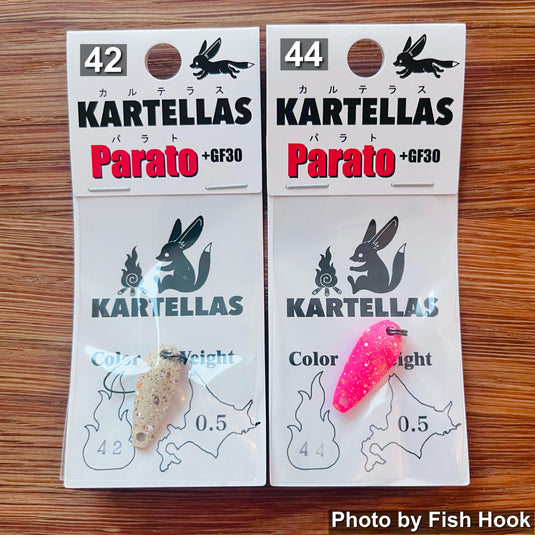 42
カルテラス
KARTELLAS
パラト
Parato +GF30
KARTELLAS
Color Weight
42 0.5
44
カルテラス
KARTELLAS
パラト
Parato +GF30
KARTELLAS
Color Weight
44 0.5
Photo by Fish Hook